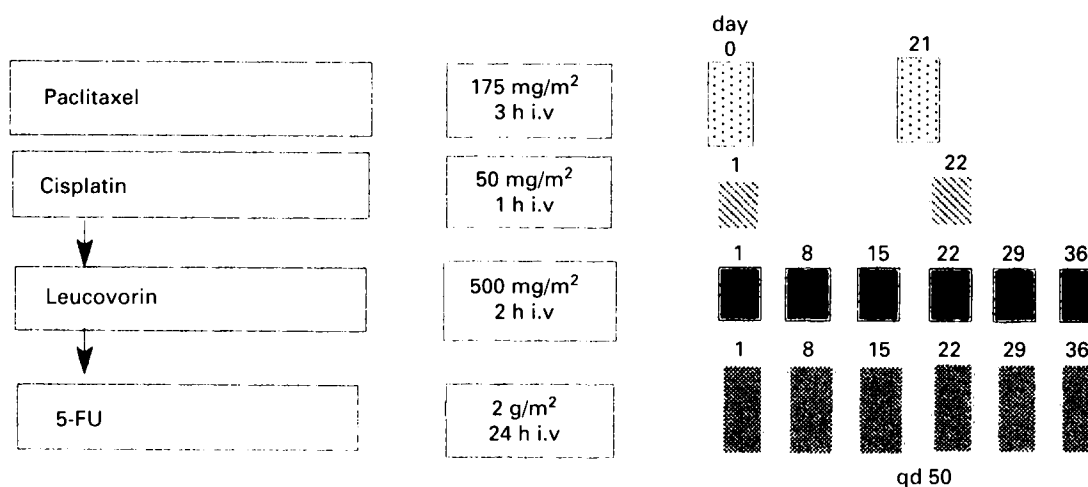 day
0 21
Paclitaxel 175 mg/m²
3 h i.v
1 22
Cisplatin 50 mg/m²
1 h i.v
1 8 15 22 29 36
Leucovorin 500 mg/m²
2 h i.v
1 8 15 22 29 36
5-FU 2 g/m²
24 h i.v
qd 50